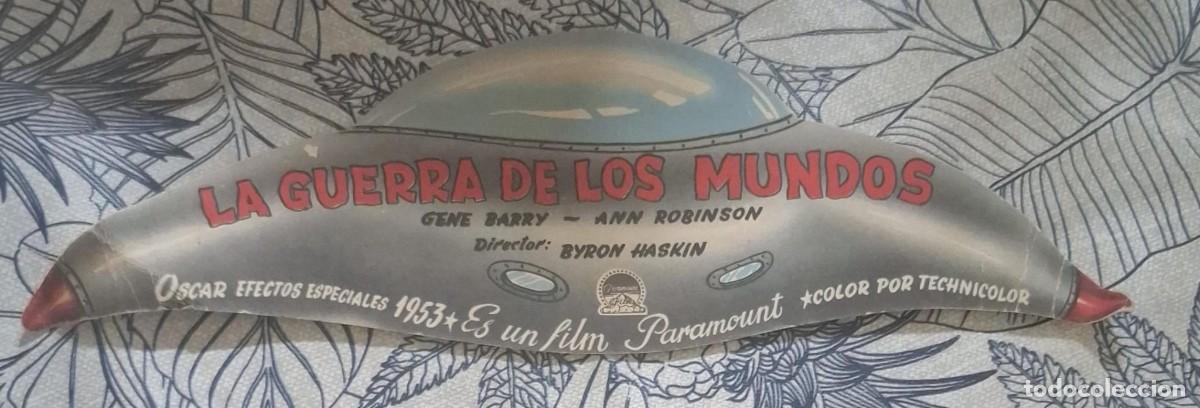 LA GUERRA DE LOS MUNDOS
GENE BARRY ~ ANN ROBINSON
Director: BYRON HASKIN
Paramount
OSCAR EFECTOS ESPECIALES 1953★ Es un film Paramount ★COLOR POR TECHNICOLOR
todocoleccion